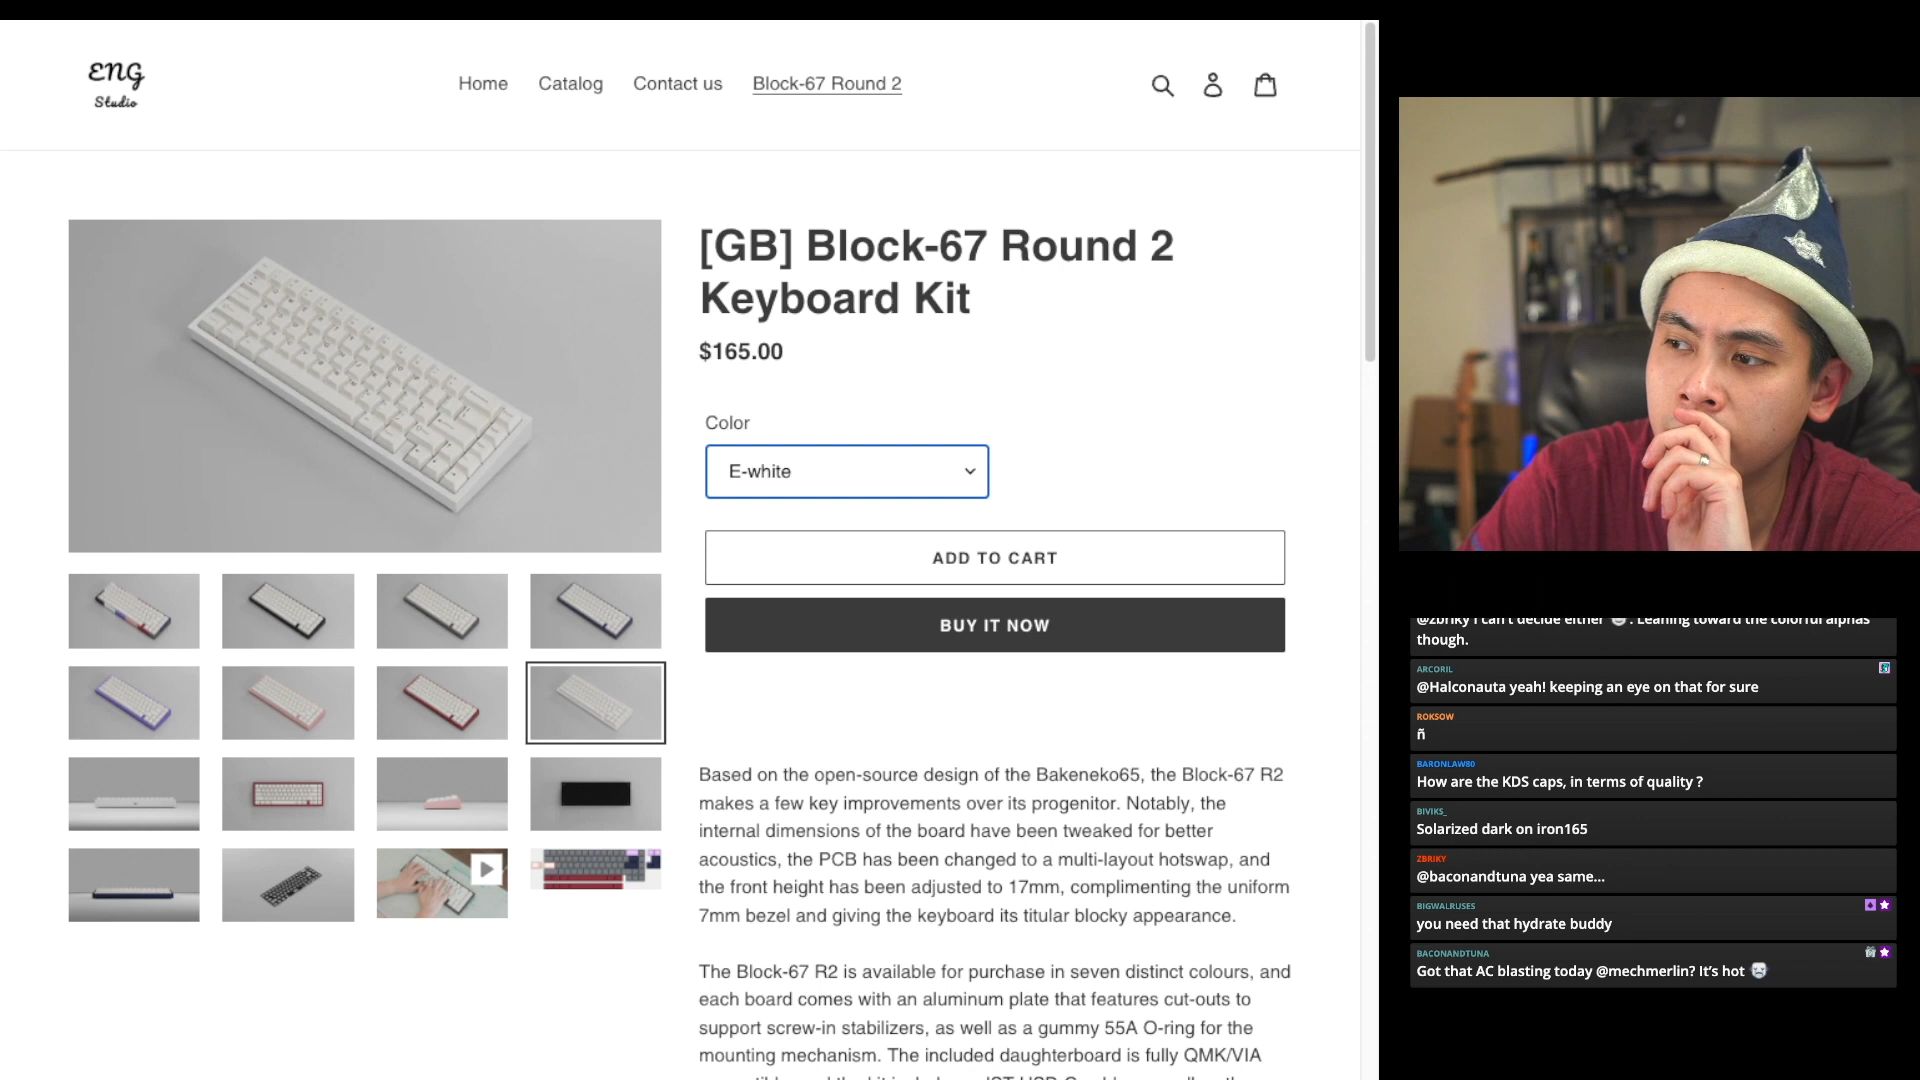 ENG
Studio
Home
Catalog
Contact us
Block-67 Round 2
[GB] Block-67 Round 2
Keyboard Kit
$165.00
Color
E-white
ADD TO CART
BUY IT NOW
Based on the open-source design of the Bakeneko65, the Block-67 R2
makes a few key improvements over its progenitor. Notably, the
internal dimensions of the board have been tweaked for better
acoustics, the PCB has been changed to a multi-layout hotswap, and
the front height has been adjusted to 17mm, complimenting the uniform
7mm bezel and giving the keyboard its titular blocky appearance.
The Block-67 R2 is available for purchase in seven distinct colours, and
each board comes with an aluminum plate that features cut-outs to
support screw-in stabilizers, as well as a gummy 55A O-ring for the
mounting mechanism. The included daughterboard is fully QMK/VIA
@zbriky I can't decide either . Leaning toward the colorful alphas
though.
ARCORIL
@Halconauta yeah! keeping an eye on that for sure
ROKSOW
ñ
BARONLAW80
How are the KDS caps, in terms of quality ?
BIVIKS_
Solarized dark on iron165
ZBRIKY
@baconandtuna yea same...
BIGWALRUSES
you need that hydrate buddy
BACONANDTUNA
Got that AC blasting today @mechmerlin? It's hot